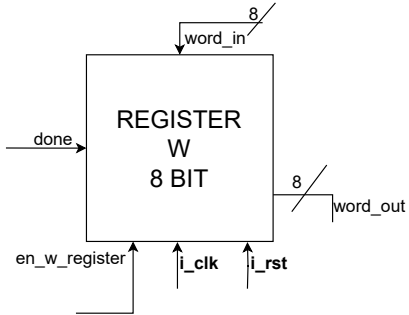 8
word_in
REGISTER
W
8 BIT
done
8
word_out
en_w_register
i_clk
i_rst